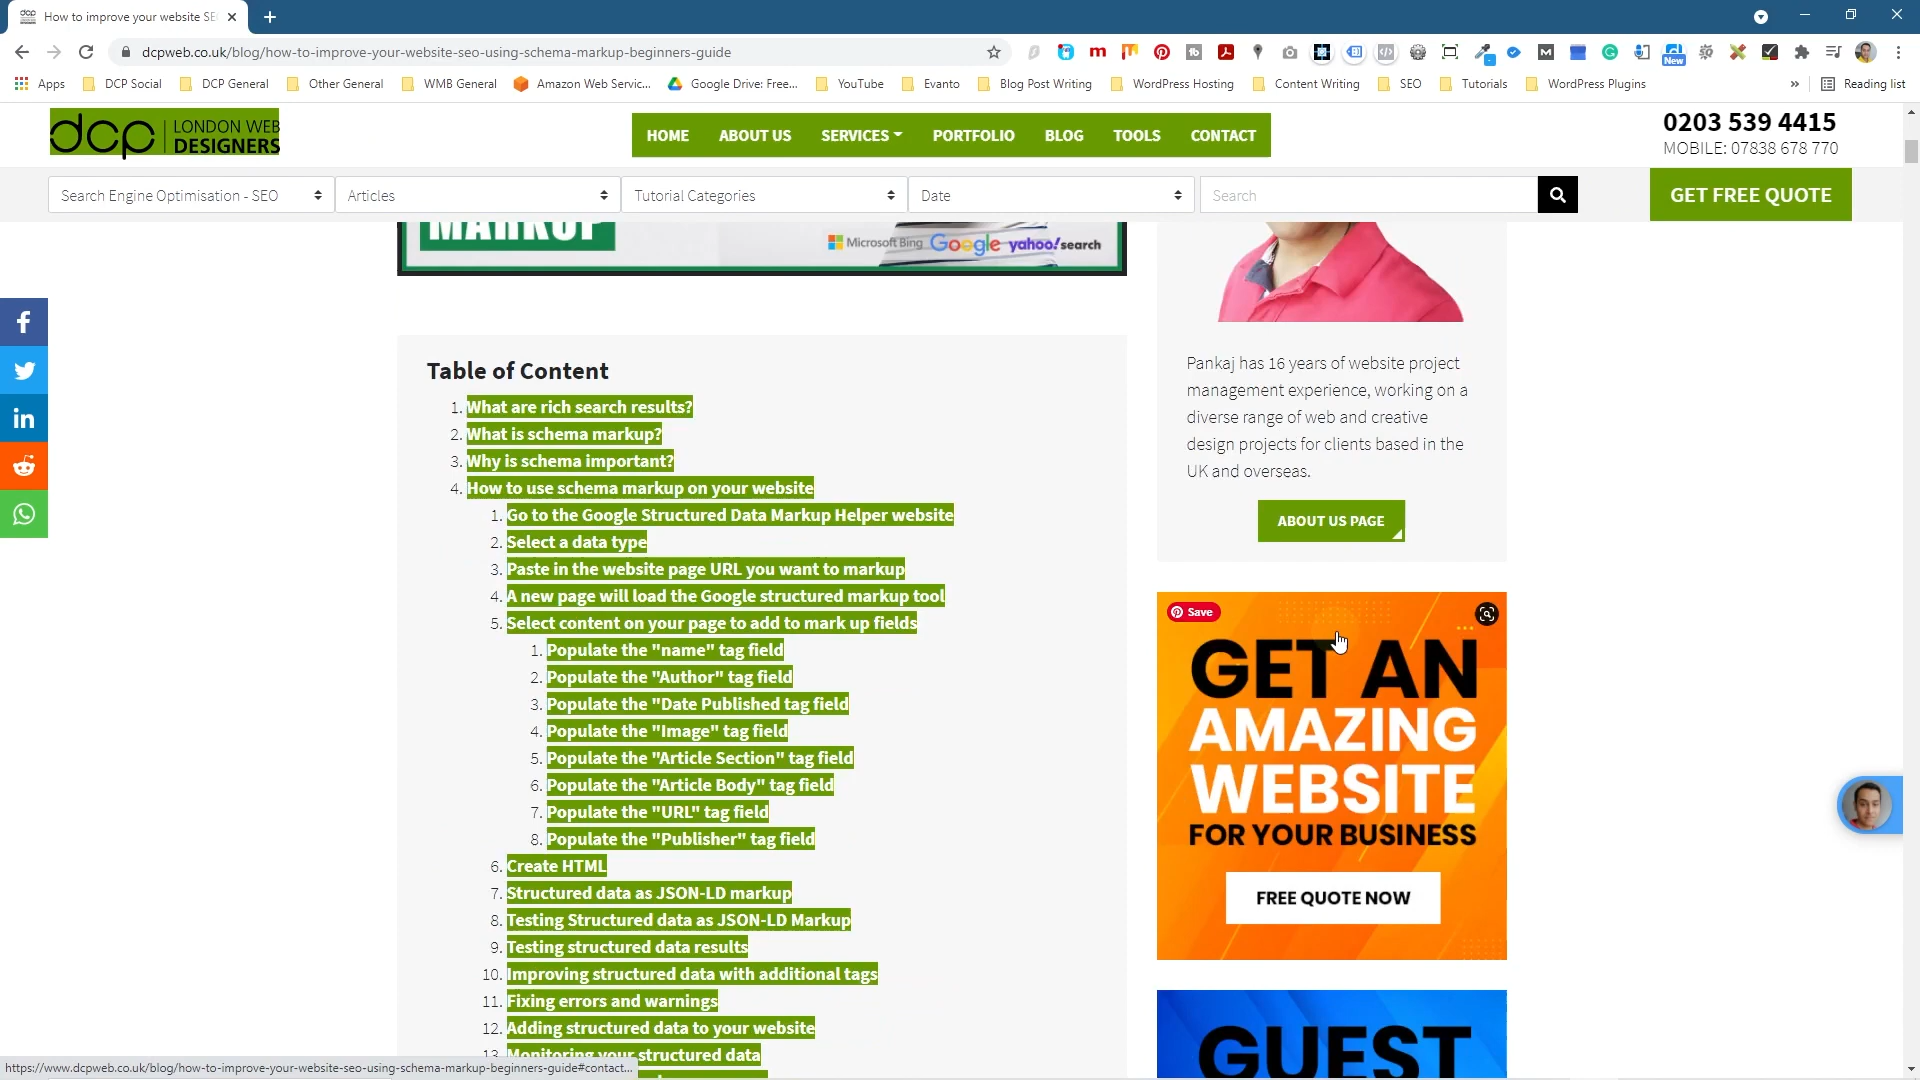 How to improve your website SE
dcpweb.co.uk/blog/how-to-improve-your-website-seo-using-schema-markup-beginners-guide
New
Apps
DCP Social
DCP General
Other General
WMB General
Amazon Web Servic...
Google Drive: Free...
YouTube
Evanto
Blog Post Writing
WordPress Hosting
Content Writing
SEO
Tutorials
WordPress Plugins
»
Reading list
dcp LONDON WEB
DESIGNERS
HOME ABOUT US SERVICES PORTFOLIO BLOG TOOLS CONTACT
0203 539 4415
MOBILE: 07838 678 770
Search Engine Optimisation - SEO
Articles
Tutorial Categories
Date
Search
GET FREE QUOTE
MARKUP
Microsoft Bing Google yahoo!search
Table of Content
1. What are rich search results?
2. What is schema markup?
3. Why is schema important?
4. How to use schema markup on your website
1. Go to the Google Structured Data Markup Helper website
2. Select a data type
3. Paste in the website page URL you want to markup
4. A new page will load the Google structured markup tool
5. Select content on your page to add to mark up fields
1. Populate the "name" tag field
2. Populate the "Author" tag field
3. Populate the "Date Published tag field
4. Populate the "Image" tag field
5. Populate the "Article Section" tag field
6. Populate the "Article Body" tag field
7. Populate the "URL" tag field
8. Populate the "Publisher" tag field
6. Create HTML
7. Structured data as JSON-LD markup
8. Testing Structured data as JSON-LD Markup
9. Testing structured data results
10. Improving structured data with additional tags
11. Fixing errors and warnings
12. Adding structured data to your website
13. Monitoring your structured data
Pankaj has 16 years of website project
management experience, working on a
diverse range of web and creative
design projects for clients based in the
UK and overseas.
ABOUT US PAGE
Save
GET AN
AMAZING
WEBSITE
FOR YOUR BUSINESS
FREE QUOTE NOW
GUEST
https://www.dcpweb.co.uk/blog/how-to-improve-your-website-seo-using-schema-markup-beginners-guide#contact...